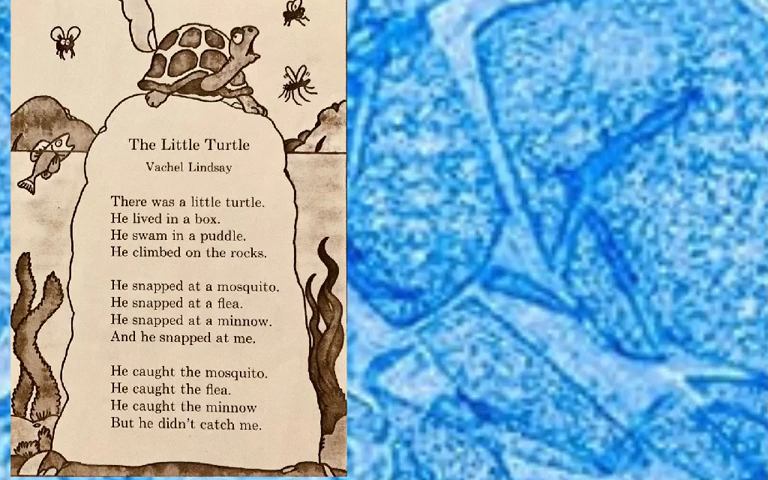 The Little Turtle
Vachel Lindsay
There was a little turtle.
He lived in a box.
He swam in a puddle.
He climbed on the rocks.
He snapped at a mosquito.
He snapped at a flea.
He snapped at a minnow.
And he snapped at me.
He caught the mosquito.
He caught the flea.
He caught the minnow
But he didn't catch me.